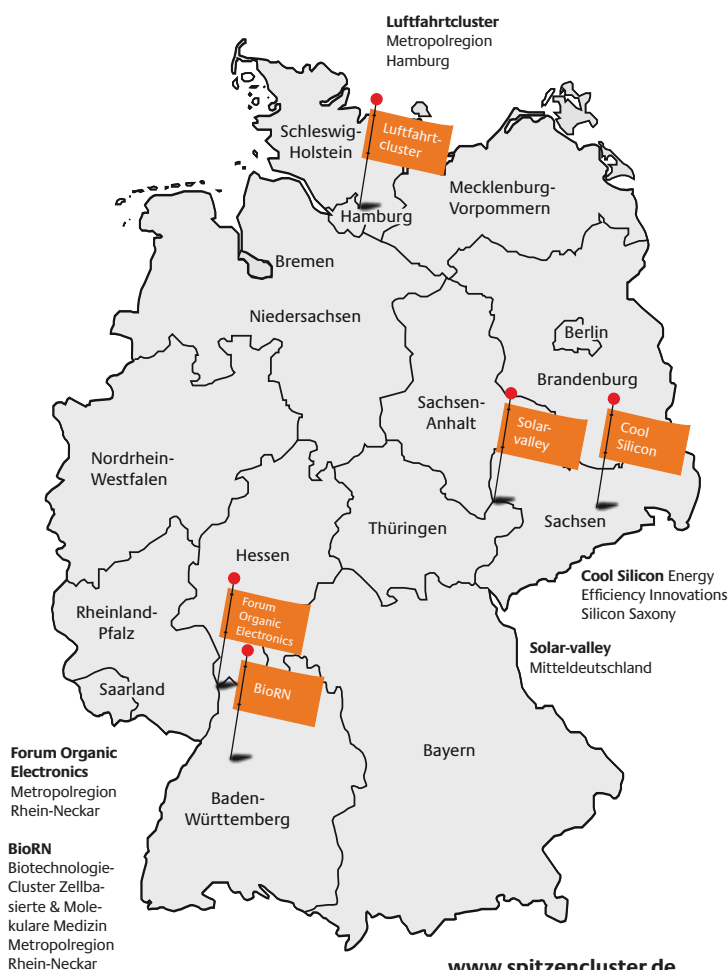 Luftfahrtcluster
Metropolregion
Hamburg
Schleswig-
Holstein
Luftfahrt-
cluster
Mecklenburg-
Vorpommern
Hamburg
Bremen
Niedersachsen
Berlin
Brandenburg
Sachsen-
Anhalt
Solar-
valley
Cool
Silicon
Nordrhein-
Westfalen
Thüringen
Sachsen
Hessen
Cool Silicon Energy
Efficiency Innovations
Silicon Saxony
Rheinland-
Pfalz
Forum
Organic
Electronics
Solar-valley
Mitteldeutschland
Saarland
BioRN
Bayern
Forum Organic
Electronics
Metropolregion
Rhein-Neckar
Baden-
Württemberg
BioRN
Biotechnologie-
Cluster Zellba-
sierte & Mole-
kulare Medizin
Metropolregion
Rhein-Neckar
www.spitzencluster.de